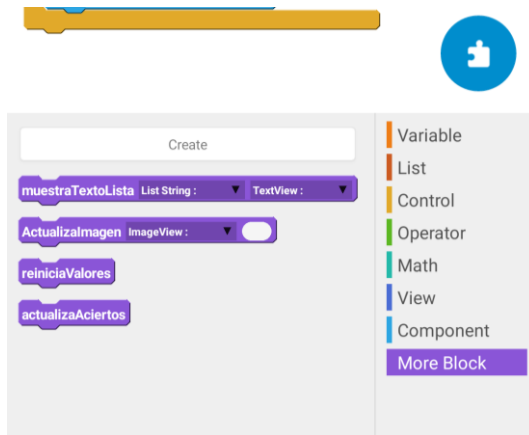 Create
muestraTextoLista List String : TextView :
ActualizaImagen ImageView :
reiniciaValores
actualizaAciertos
Variable
List
Control
Operator
Math
View
Component
More Block